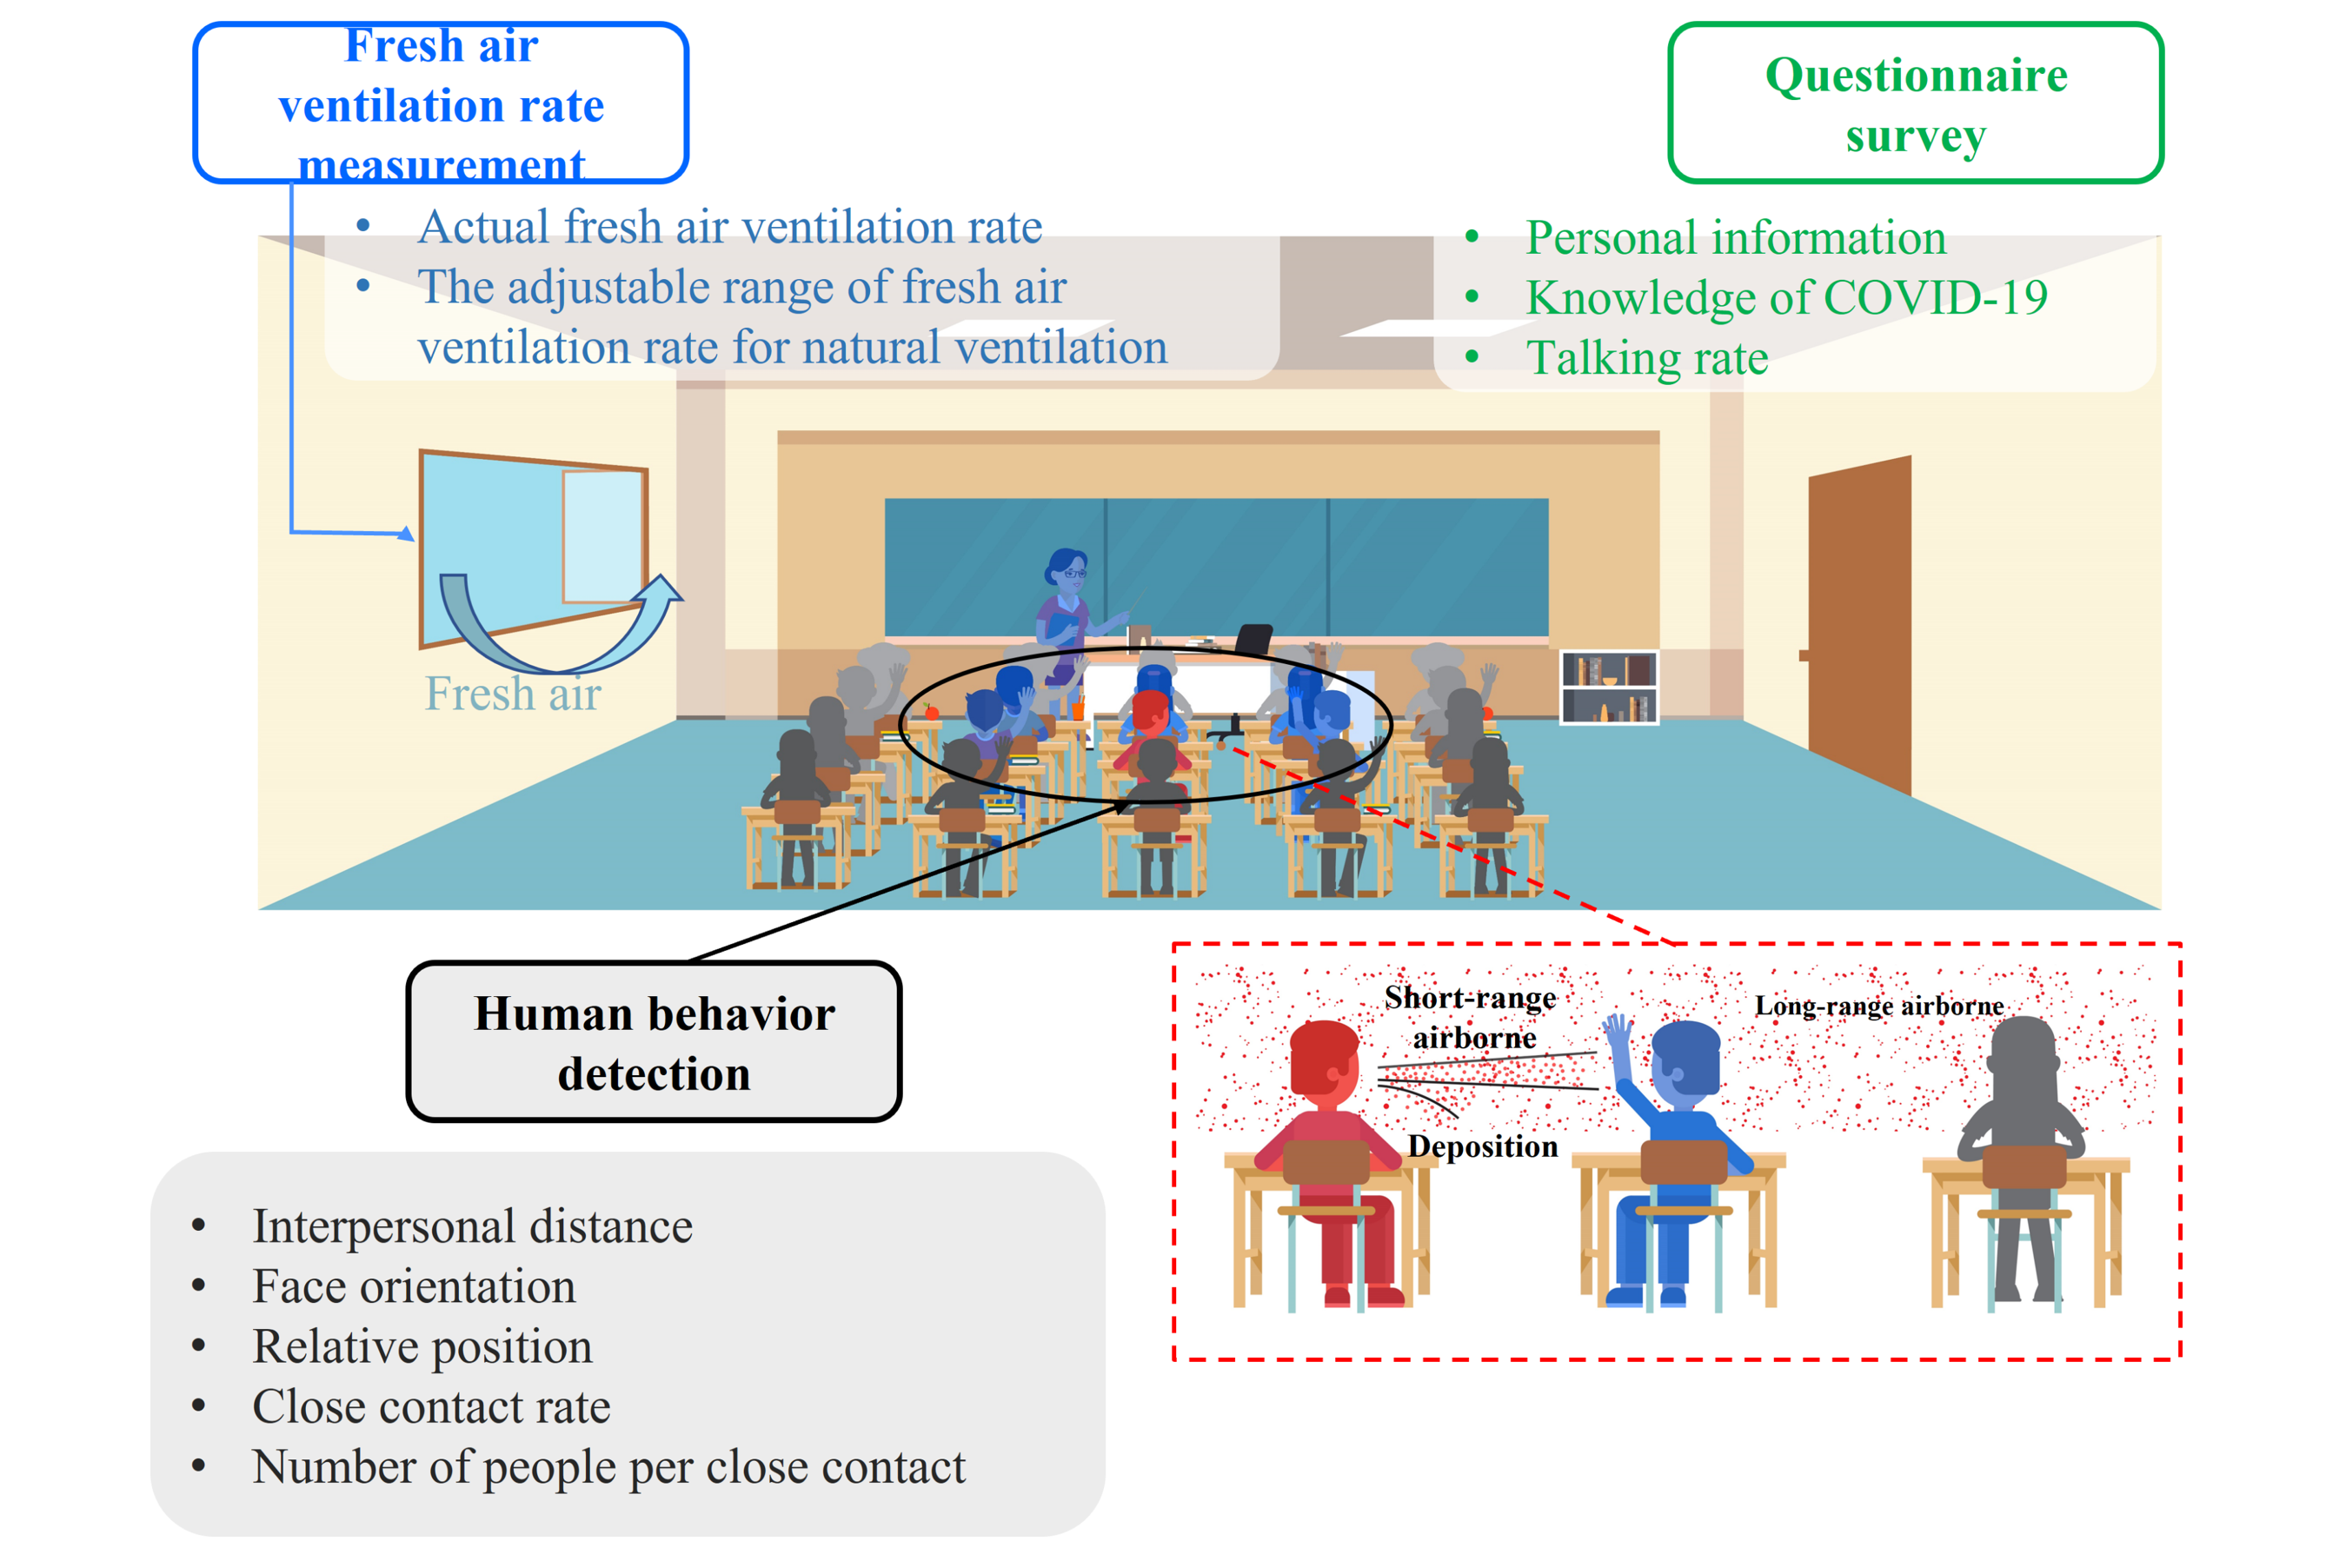 Fresh air
ventilation rate
measurement
Questionnaire
survey
• Actual fresh air ventilation rate
• The adjustable range of fresh air
ventilation rate for natural ventilation
• Personal information
• Knowledge of COVID-19
• Talking rate
Fresh air
Human behavior
detection
• Interpersonal distance
• Face orientation
• Relative position
• Close contact rate
• Number of people per close contact
Short-range
airborne
Long-range airborne
Deposition